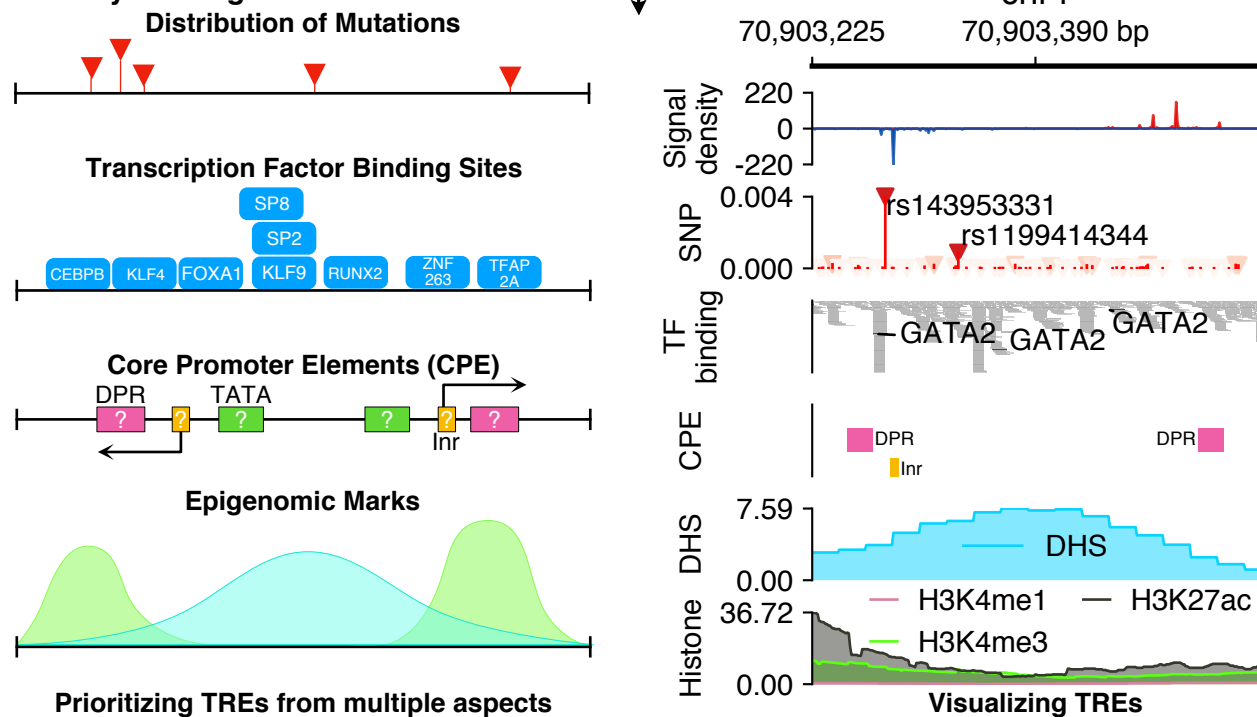 Distribution of Mutations
Transcription Factor Binding Sites
SP8
SP2
CEBPB
KLF4
FOXA1
KLF9
RUNX2
ZNF
263
TFAP
2A
Core Promoter Elements (CPE)
DPR
TATA
? ? ? ? ? ?
Inr
Epigenomic Marks
Prioritizing TREs from multiple aspects
70,903,225
70,903,390 bp
Signal
density
220
0
-220
SNP
0.004
0.000
rs143953331
rs1199414344
TF
binding
GATA2
GATA2
GATA2
CPE
DPR
DPR
Inr
DHS
7.59
0.00
DHS
Histone
36.72
0.00
H3K4me1
H3K27ac
H3K4me3
Visualizing TREs